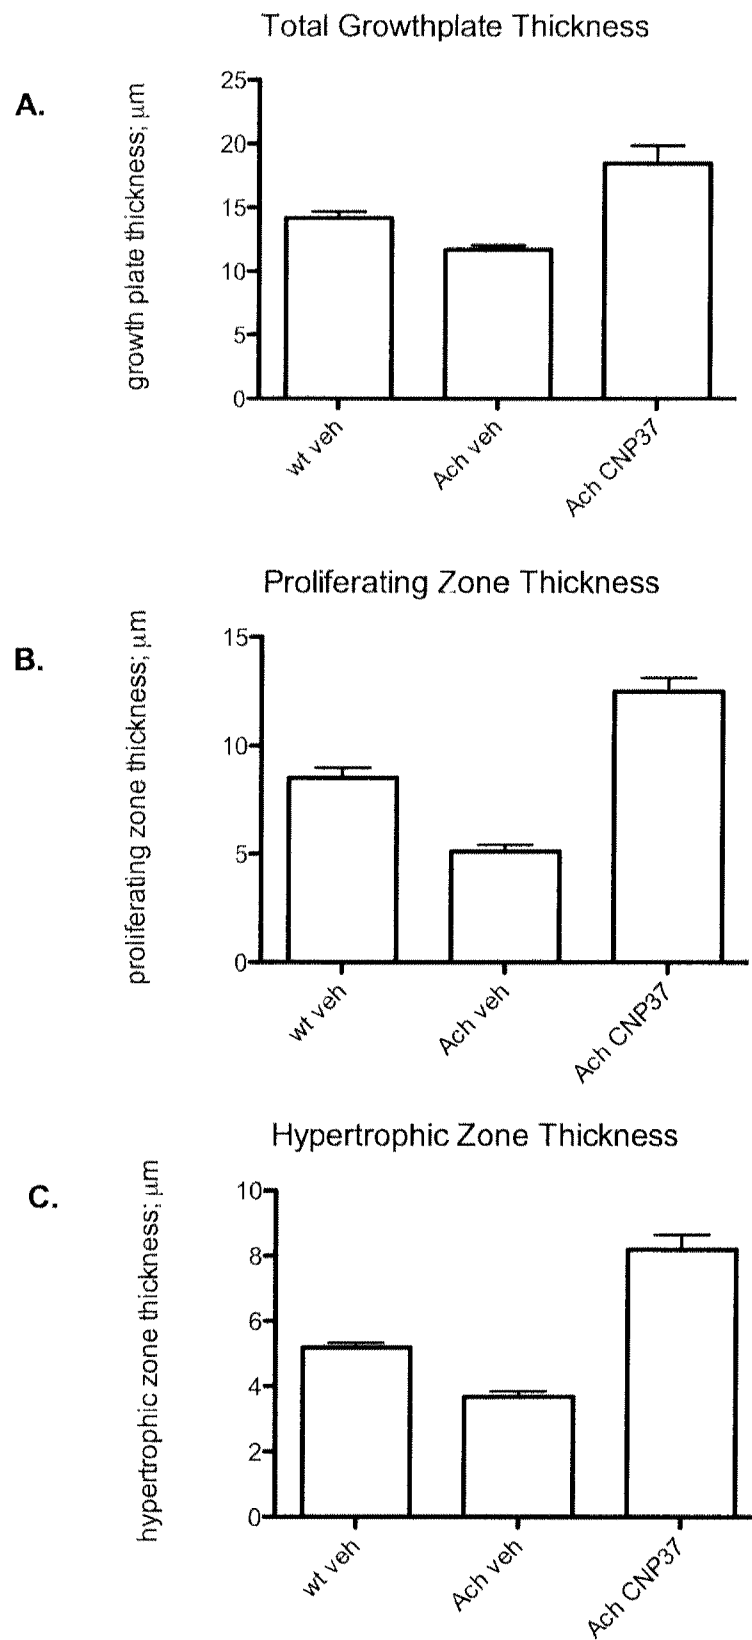 Total Growthplate Thickness
A.
growth plate thickness; μm
25
20
15
10
5
0
wt veh
Ach veh
Ach CNP37
Proliferating Zone Thickness
B.
proliferating zone thickness; μm
15
10
5
0
wt veh
Ach veh
Ach CNP37
Hypertrophic Zone Thickness
C.
hypertrophic zone thickness; μm
10
8
6
4
2
0
wt veh
Ach veh
Ach CNP37